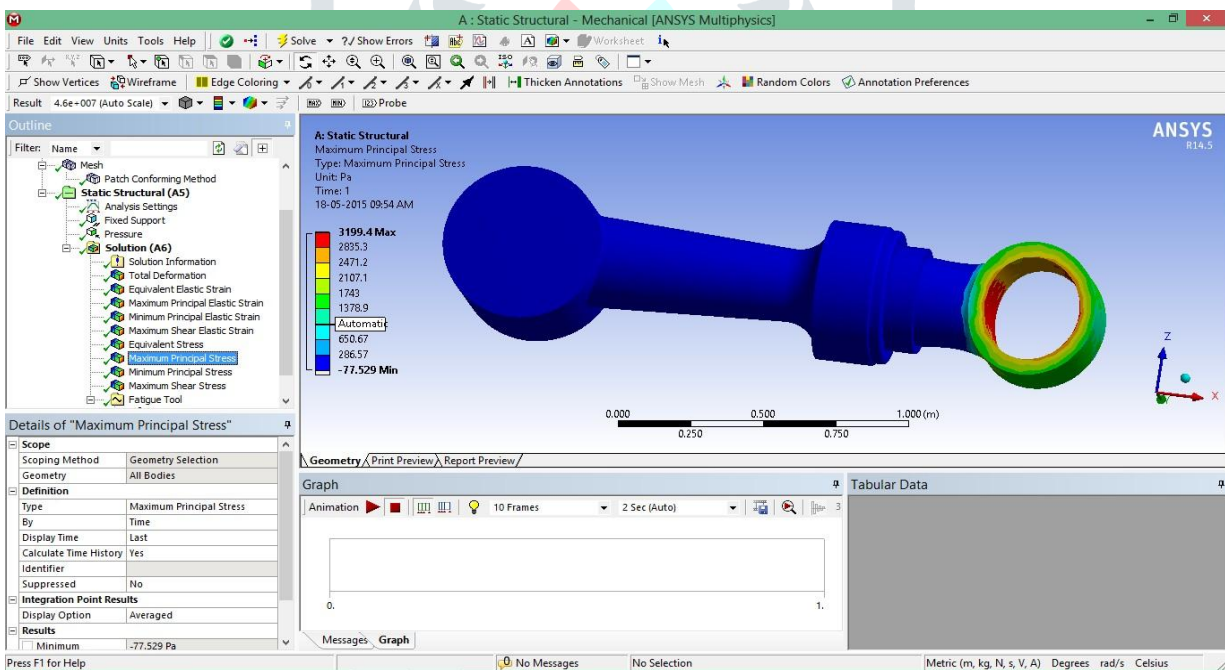 A : Static Structural - Mechanical [ANSYS Multiphysics]
File Edit View Units Tools Help Solve ?/ Show Errors A Worksheet
Show Vertices Wireframe Edge Coloring Thicken Annotations Show Mesh Random Colors Annotation Preferences
Result 4.6e+007 (Auto Scale) MAX MIN Probe
Outline
Filter: Name
Mesh
Patch Conforming Method
Static Structural (A5)
Analysis Settings
Fixed Support
Pressure
Solution (A6)
Solution Information
Total Deformation
Equivalent Elastic Strain
Maximum Principal Elastic Strain
Minimum Principal Elastic Strain
Maximum Shear Elastic Strain
Equivalent Stress
Maximum Principal Stress
Minimum Principal Stress
Maximum Shear Stress
Fatigue Tool
A: Static Structural
Maximum Principal Stress
Type: Maximum Principal Stress
Unit: Pa
Time: 1
18-05-2015 09:54 AM
3199.4 Max
2835.3
2471.2
2107.1
1743
1378.9
Automatic
650.67
286.57
-77.529 Min
ANSYS
R14.5
Z
X
0.000 0.500 1.000 (m)
0.250 0.750
Geometry Print Preview Report Preview
Details of "Maximum Principal Stress"
Scope
Scoping Method Geometry Selection
Geometry All Bodies
Definition
Type Maximum Principal Stress
By Time
Display Time Last
Calculate Time History Yes
Identifier
Suppressed No
Integration Point Results
Display Option Averaged
Results
Minimum -77.529 Pa
Graph
Animation 10 Frames 2 Sec (Auto) 3
0. 1.
Messages Graph
Tabular Data
Press F1 for Help 0 No Messages No Selection Metric (m, kg, N, s, V, A) Degrees rad/s Celsius